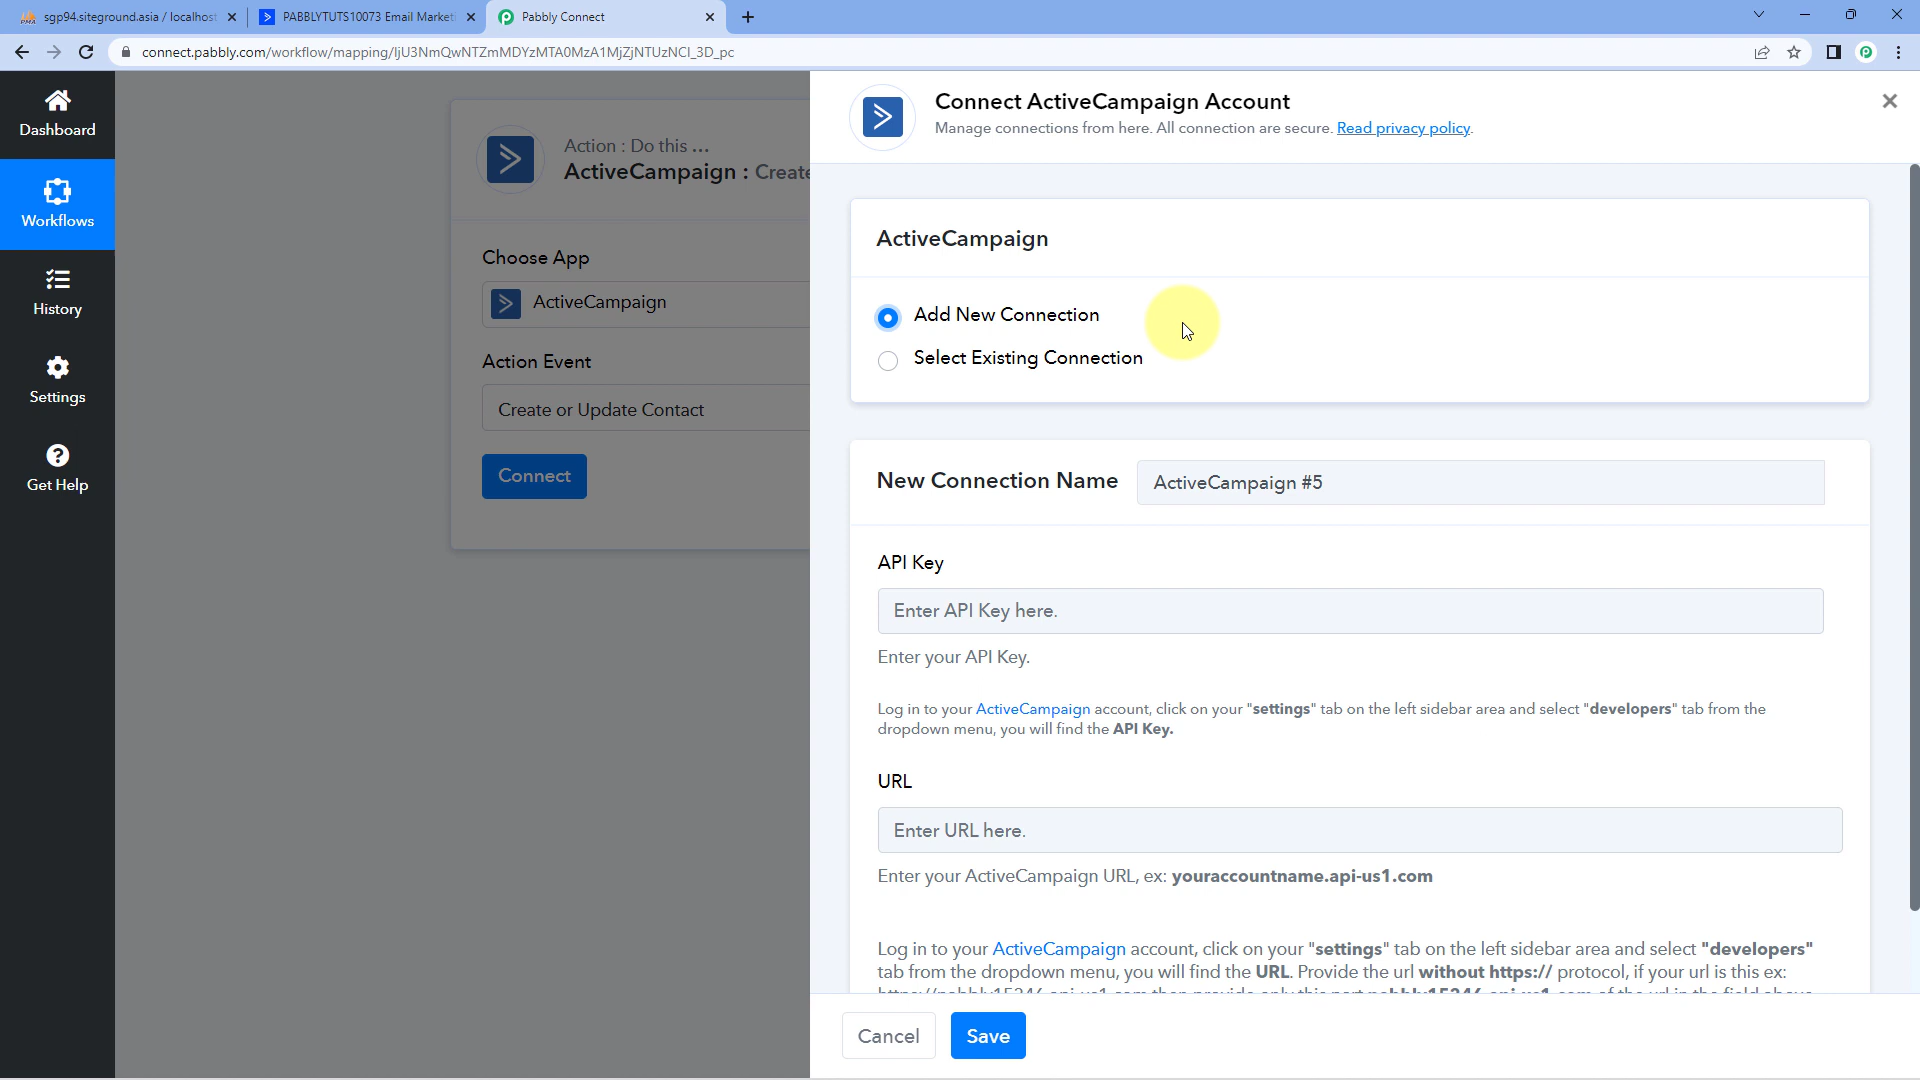 sgp94.siteground.asia / localhost
PABBLYTUTS10073 Email Marketi
Pabbly Connect
connect.pabbly.com/workflow/mapping/IjU3NmQwNTZmMDYzMTA0MzA1MjZjNTUzNCI_3D_pc
Dashboard
Workflows
History
Settings
Get Help
Action : Do this ...
ActiveCampaign : Create
Choose App
ActiveCampaign
Action Event
Create or Update Contact
Connect
Connect ActiveCampaign Account
Manage connections from here. All connection are secure. Read privacy policy.
ActiveCampaign
Add New Connection
Select Existing Connection
New Connection Name
ActiveCampaign #5
API Key
Enter API Key here.
Enter your API Key.
Log in to your ActiveCampaign account, click on your "settings" tab on the left sidebar area and select "developers" tab from the
dropdown menu, you will find the API Key.
URL
Enter URL here.
Enter your ActiveCampaign URL, ex: youraccountname.api-us1.com
Log in to your ActiveCampaign account, click on your "settings" tab on the left sidebar area and select "developers"
tab from the dropdown menu, you will find the URL. Provide the url without https:// protocol, if your url is this ex:
Cancel
Save